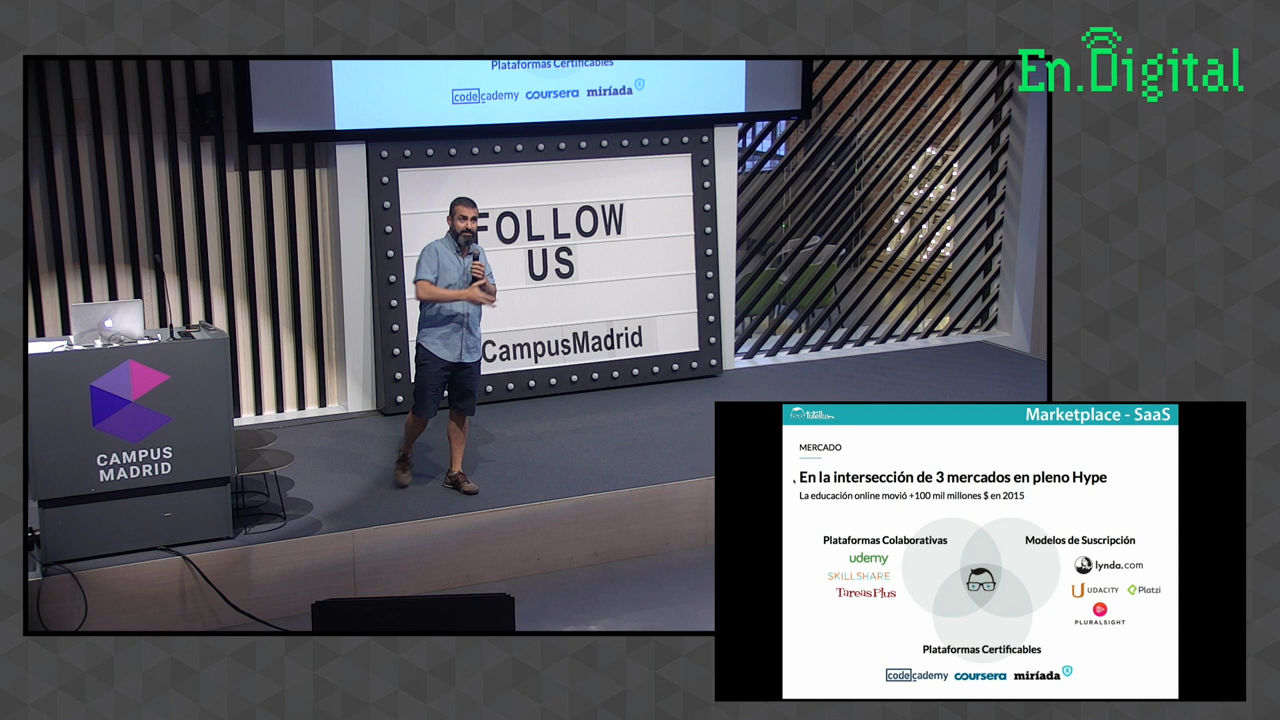 En.Digital
Plataformas Certificables
codecademy coursera miríada
FOLLOW
US
CampusMadrid
CAMPUS
MADRID
tutellus
Marketplace - SaaS
MERCADO
En la intersección de 3 mercados en pleno Hype
La educación online movió +100 mil millones $ en 2015
Plataformas Colaborativas
udemy
SKILLSHARE
TareasPlus
Modelos de Suscripción
lynda.com
UDACITY Platzi
PLURALSIGHT
Plataformas Certificables
codecademy coursera miríada